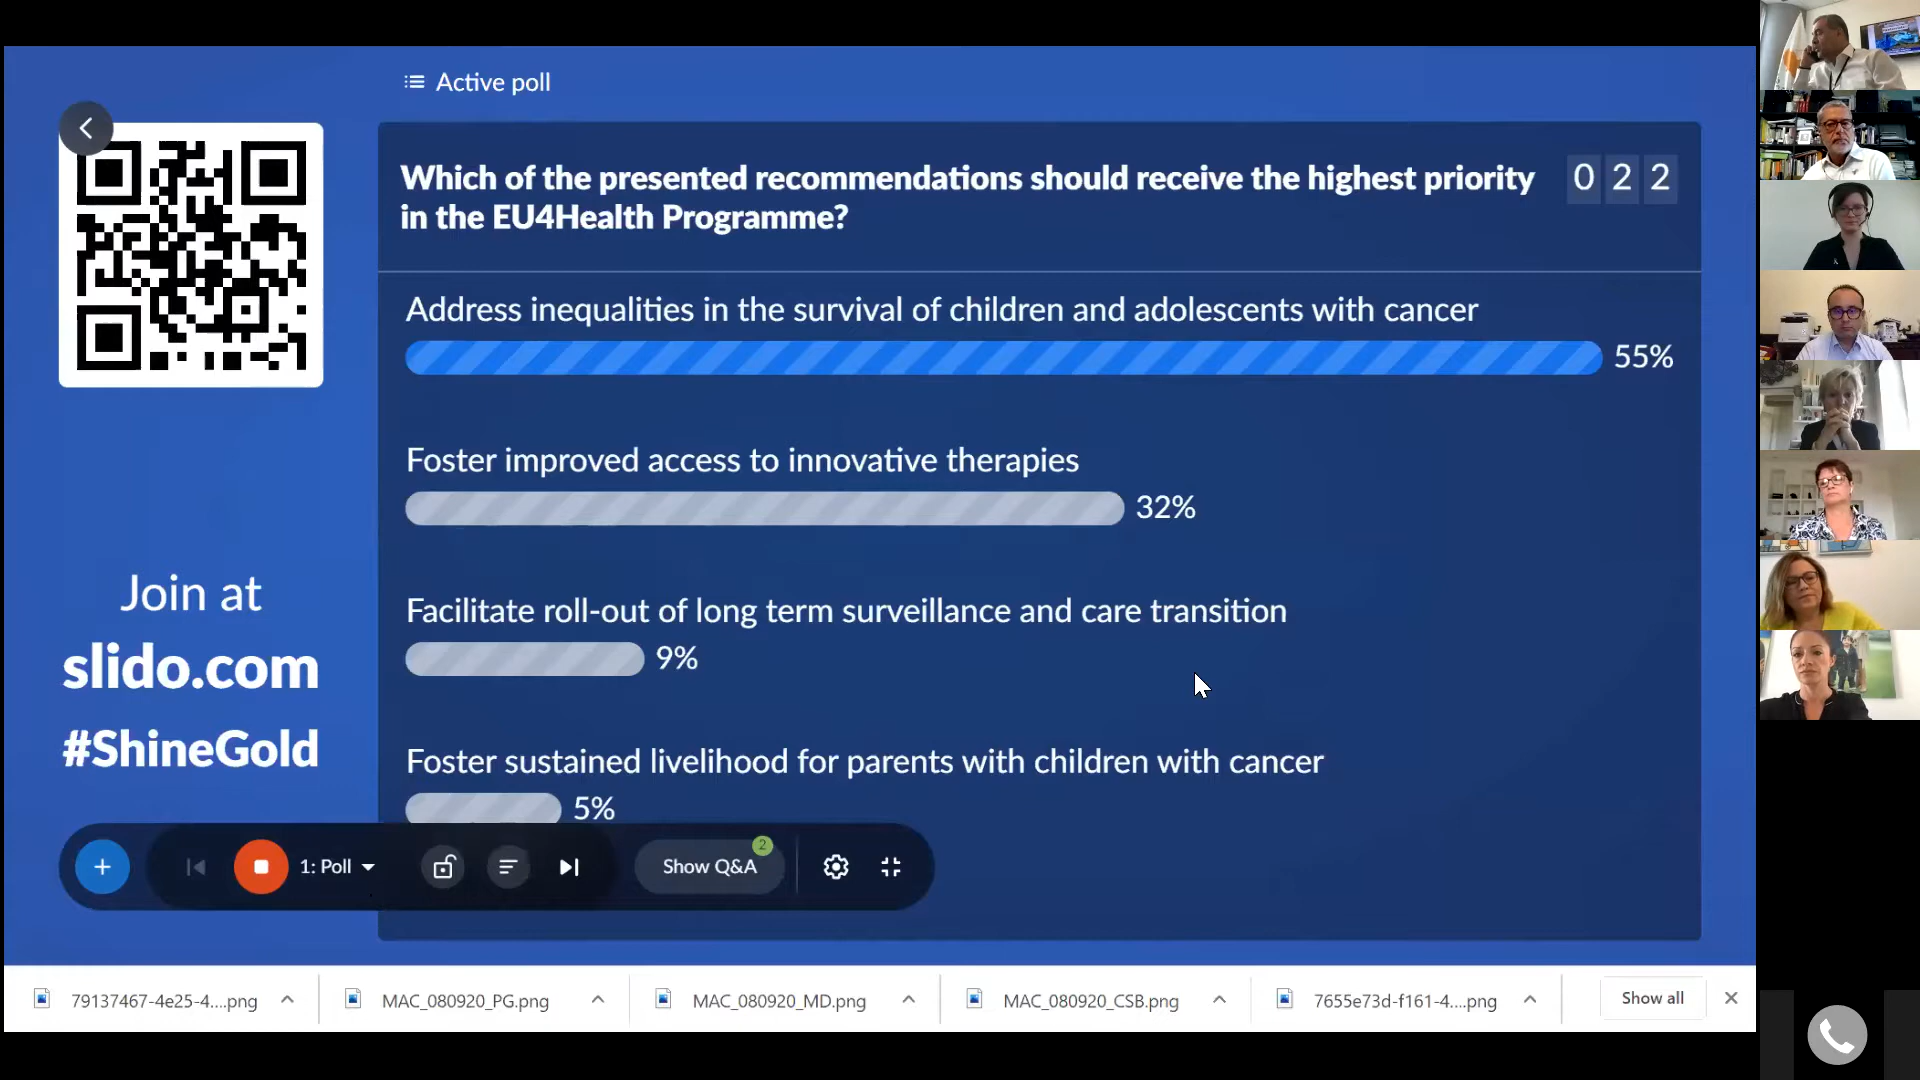 Active poll
Which of the presented recommendations should receive the highest priority
in the EU4Health Programme?
0 2 2
Address inequalities in the survival of children and adolescents with cancer
55%
Foster improved access to innovative therapies
32%
Facilitate roll-out of long term surveillance and care transition
9%
Foster sustained livelihood for parents with children with cancer
5%
Join at
slido.com
#ShineGold
1: Poll
Show Q&A
2
79137467-4e25-4....png
MAC_080920_PG.png
MAC_080920_MD.png
MAC_080920_CSB.png
7655e73d-f161-4....png
Show all